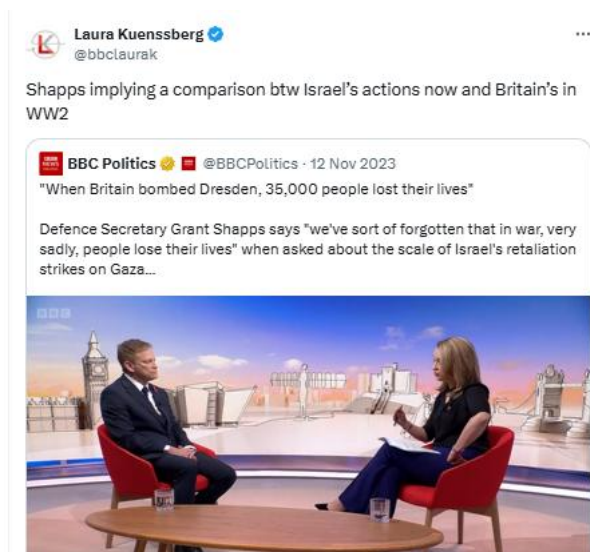 Laura Kuenssberg
@bbclaurak
Shapps implying a comparison btw Israel's actions now and Britain's in
WW2
BBC Politics @BBCPolitics · 12 Nov 2023
"When Britain bombed Dresden, 35,000 people lost their lives"
Defence Secretary Grant Shapps says "we've sort of forgotten that in war, very
sadly, people lose their lives" when asked about the scale of Israel's retaliation
strikes on Gaza...
BBC